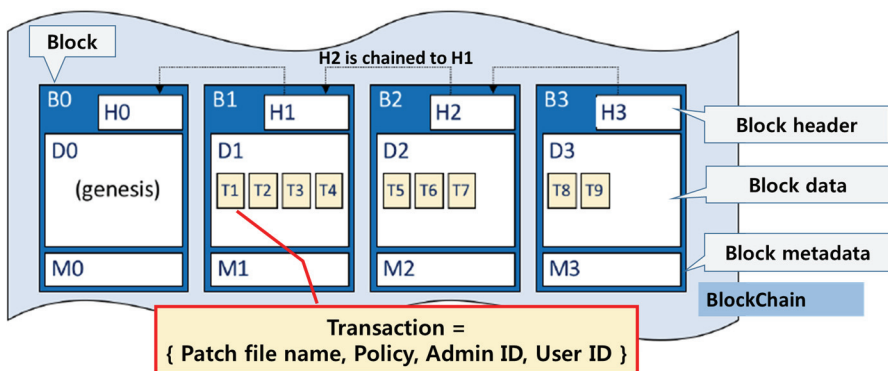 Block
H2 is chained to H1
B0
H0
B1
H1
B2
H2
B3
H3
Block header
D0
(genesis)
D1
T1 T2 T3 T4
D2
T5 T6 T7
D3
T8 T9
Block data
M0
M1
M2
M3
Block metadata
BlockChain
Transaction =
{ Patch file name, Policy, Admin ID, User ID }